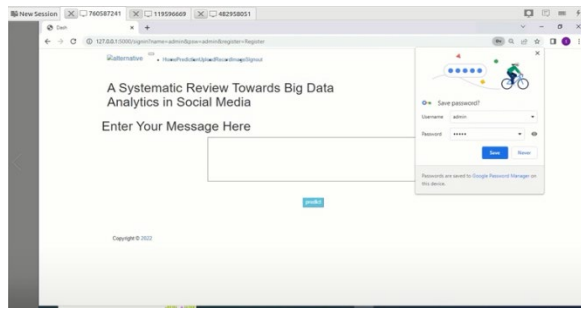 New Session 760587241 119596669 482958051
Dash
127.0.0.1:5000/signin?name=admin&psw=admin&register=Register
alternative
HomePredictionUploadRecordImageSignout
A Systematic Review Towards Big Data
Analytics in Social Media
Enter Your Message Here
predict
Copyright © 2022
Save password?
Username admin
Password •••••
Save Never
Passwords are saved to Google Password Manager on
this device.